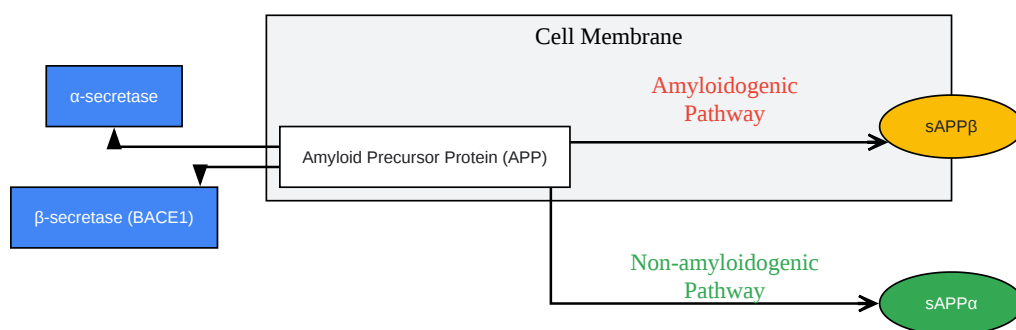 Cell Membrane
α-secretase
Amyloidogenic
Pathway
sAPPβ
Amyloid Precursor Protein (APP)
β-secretase (BACE1)
Non-amyloidogenic
Pathway
sAPPα